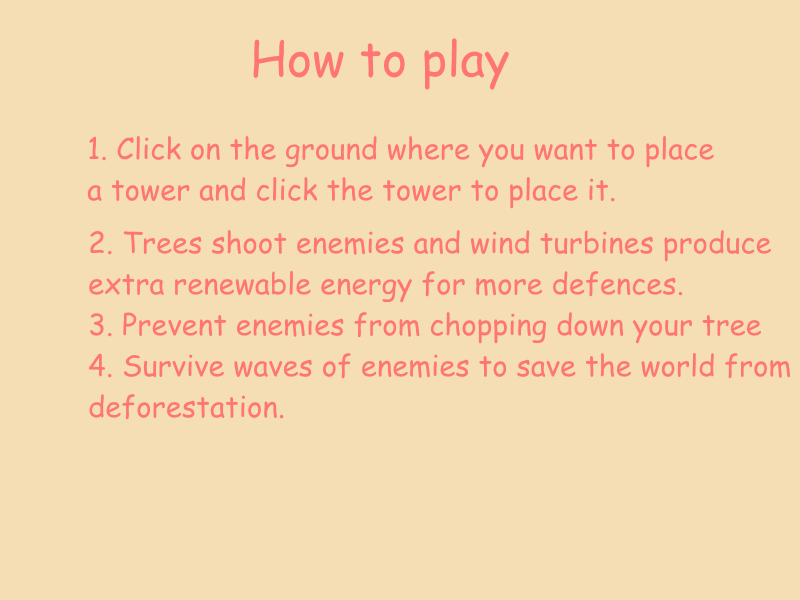 How to play
1. Click on the ground where you want to place
a tower and click the tower to place it.
2. Trees shoot enemies and wind turbines produce
extra renewable energy for more defences.
3. Prevent enemies from chopping down your tree
4. Survive waves of enemies to save the world from
deforestation.